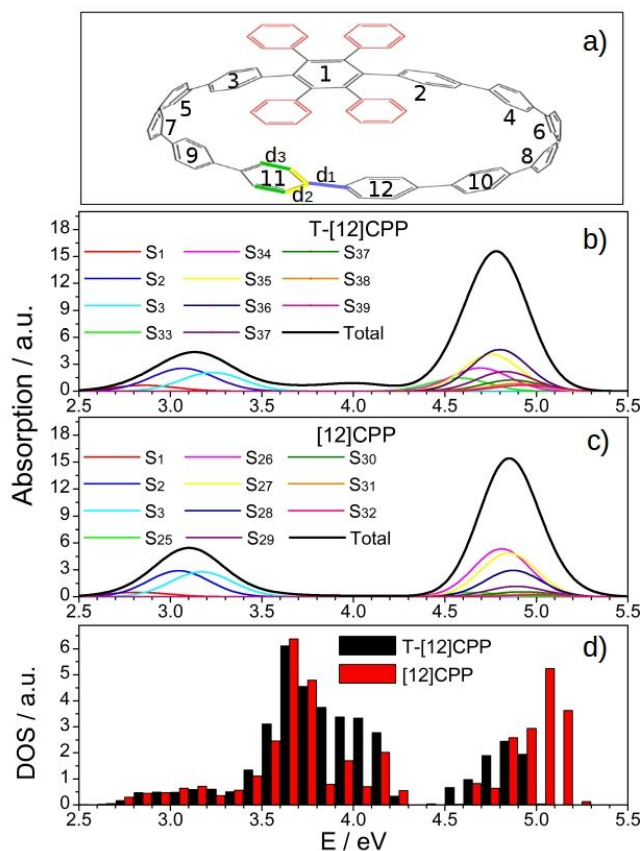 a)
1
3
2
5
4
7
6
9
8
d3
d1
11
12
10
d2
T-[12]CPP
b)
18
15
12
9
6
3
0
S1 S34 S37
S2 S35 S38
S3 S36 S39
S33 S37 Total
2.5 3.0 3.5 4.0 4.5 5.0 5.5
Absorption / a.u.
[12]CPP
c)
18
15
12
9
6
3
0
S1 S26 S30
S2 S27 S31
S3 S28 S32
S25 S29 Total
2.5 3.0 3.5 4.0 4.5 5.0 5.5
d)
T-[12]CPP
[12]CPP
6
5
4
3
2
1
0
DOS / a.u.
2.5 3.0 3.5 4.0 4.5 5.0 5.5
E / eV